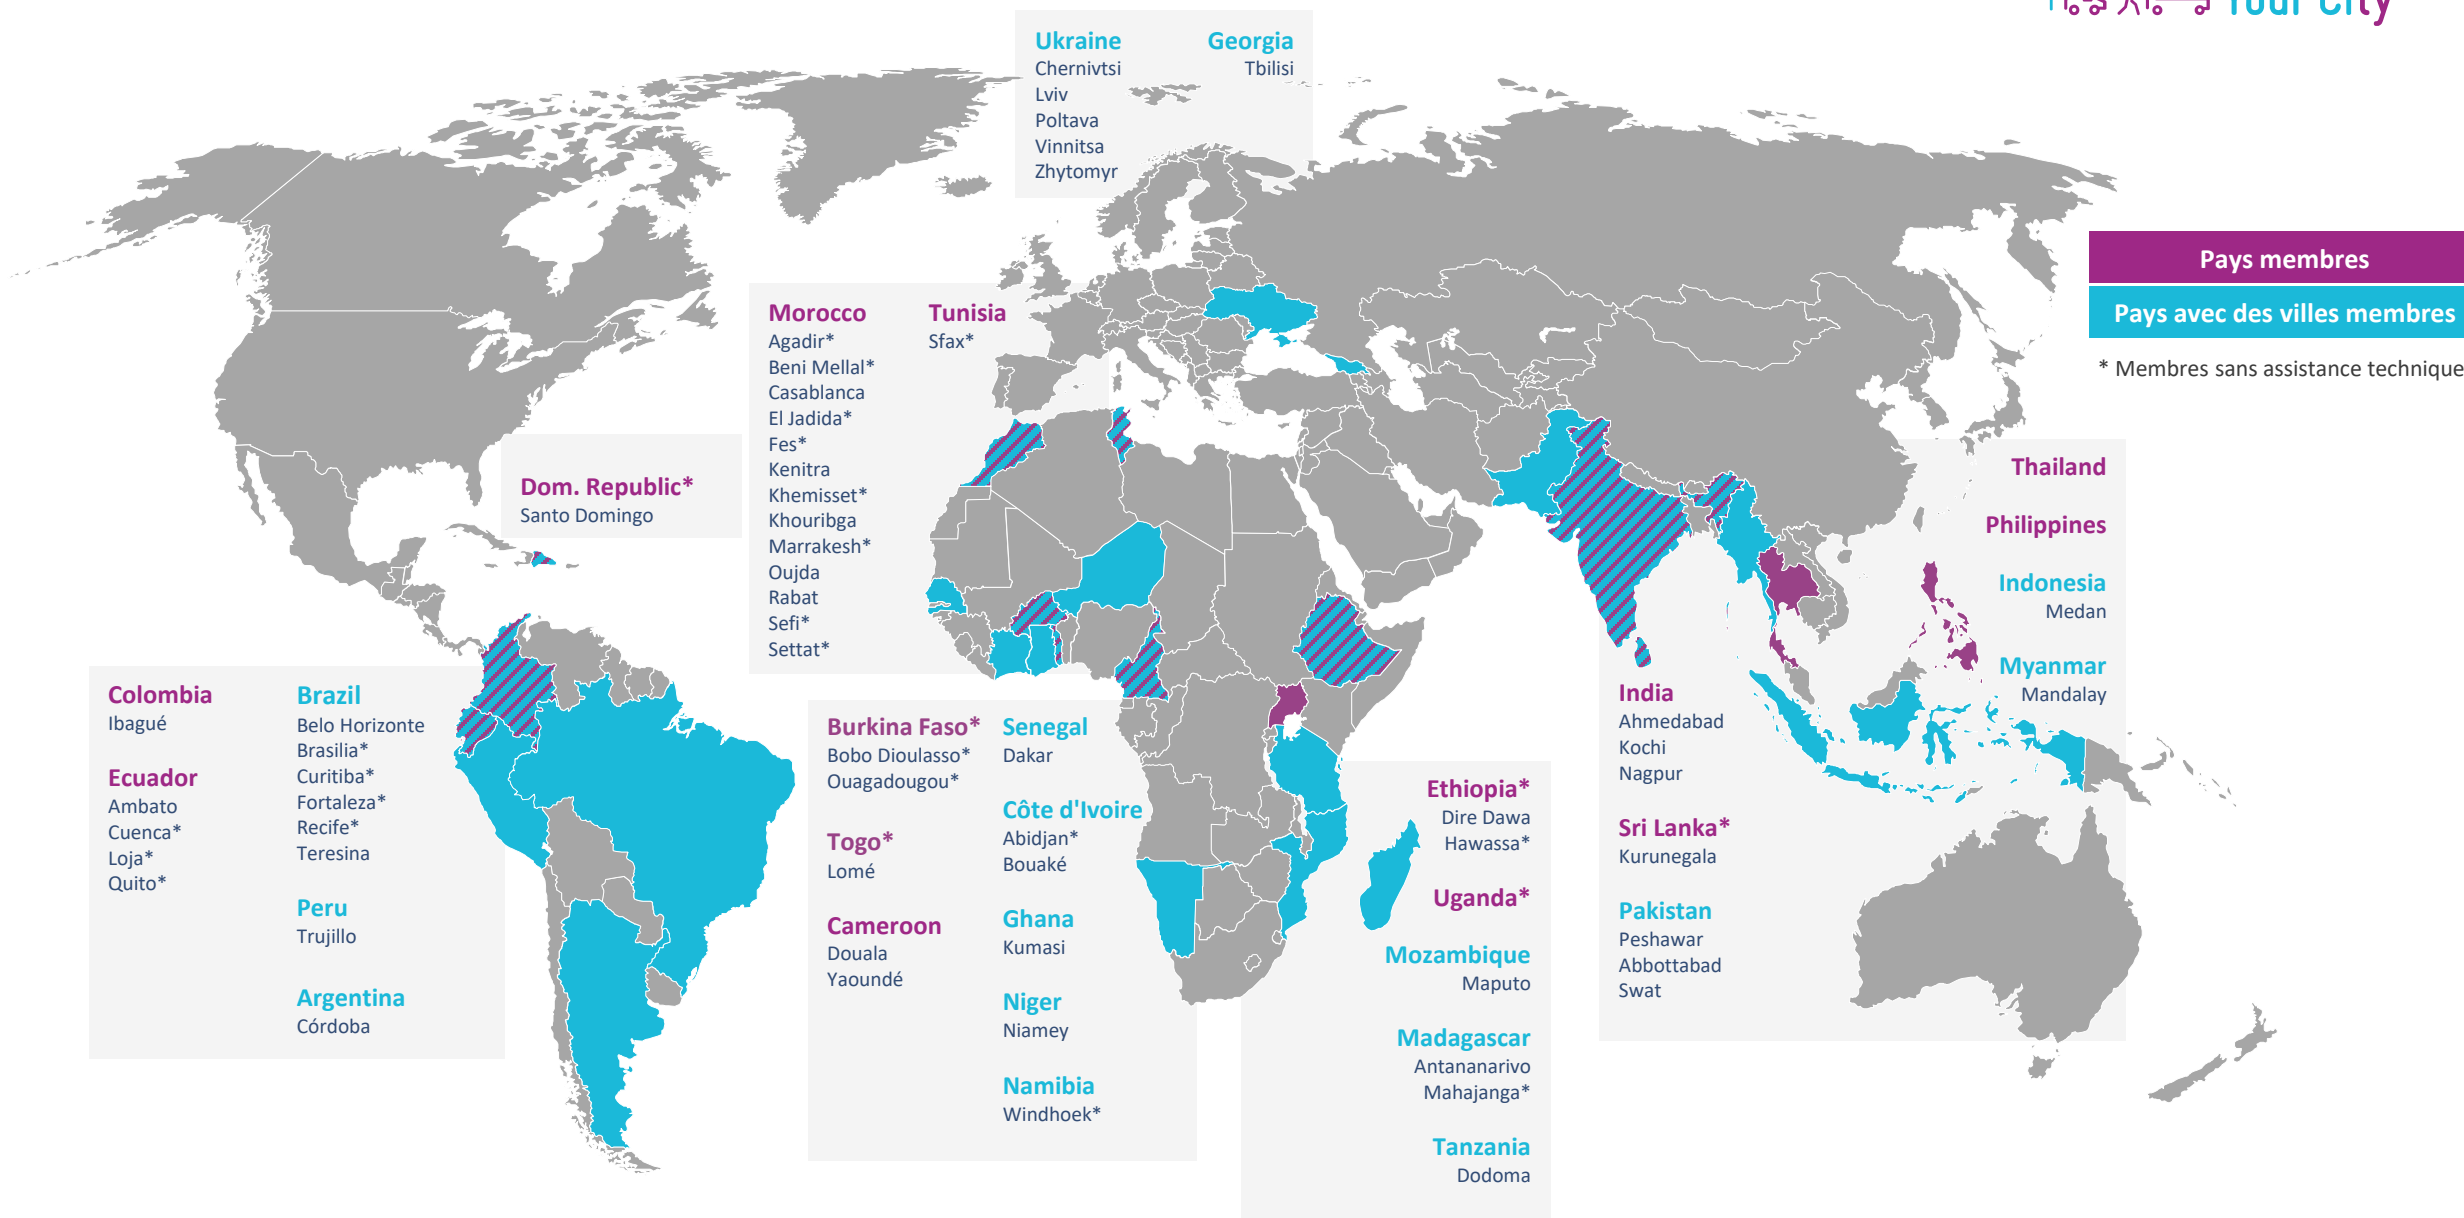 Your City
Ukraine
Chernivtsi
Lviv
Poltava
Vinnitsa
Zhytomyr
Georgia
Tbilisi
Pays membres
Pays avec des villes membres
* Membres sans assistance technique
Morocco
Agadir*
Beni Mellal*
Casablanca
El Jadida*
Fes*
Kenitra
Khemisset*
Khouribga
Marrakesh*
Oujda
Rabat
Sefi*
Settat*
Tunisia
Sfax*
Dom. Republic*
Santo Domingo
Thailand
Philippines
Indonesia
Medan
Myanmar
Mandalay
Colombia
Ibagué
Ecuador
Ambato
Cuenca*
Loja*
Quito*
Brazil
Belo Horizonte
Brasilia*
Curitiba*
Fortaleza*
Recife*
Teresina
Peru
Trujillo
Argentina
Córdoba
Burkina Faso*
Bobo Dioulasso*
Ouagadougou*
Togo*
Lomé
Cameroon
Douala
Yaoundé
Senegal
Dakar
Côte d'Ivoire
Abidjan*
Bouaké
Ghana
Kumasi
Niger
Niamey
Namibia
Windhoek*
Ethiopia*
Dire Dawa
Hawassa*
Uganda*
Mozambique
Maputo
Madagascar
Antananarivo
Mahajanga*
Tanzania
Dodoma
India
Ahmedabad
Kochi
Nagpur
Sri Lanka*
Kurunegala
Pakistan
Peshawar
Abbottabad
Swat